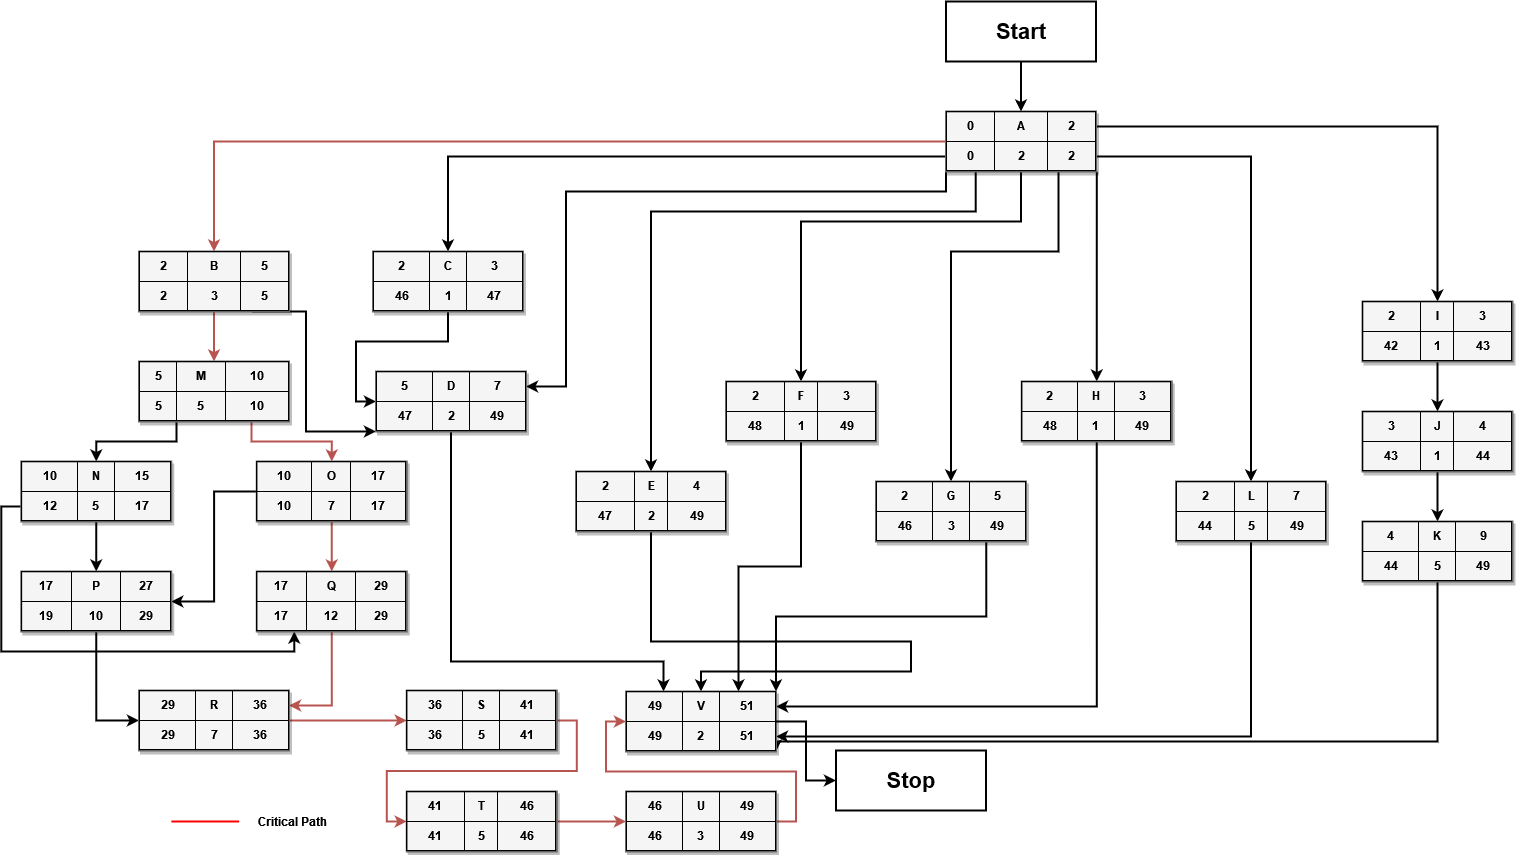 Start
0 A 2
0 2 2
2 B 5
2 3 5
2 C 3
46 1 47
2 I 3
42 1 43
5 M 10
5 5 10
5 D 7
47 2 49
2 F 3
48 1 49
2 H 3
48 1 49
3 J 4
43 1 44
10 N 15
12 5 17
10 O 17
10 7 17
2 E 4
47 2 49
2 G 5
46 3 49
2 L 7
44 5 49
4 K 9
44 5 49
17 P 27
19 10 29
17 Q 29
17 12 29
29 R 36
29 7 36
36 S 41
36 5 41
49 V 51
49 2 51
Stop
41 T 46
41 5 46
46 U 49
46 3 49
Critical Path